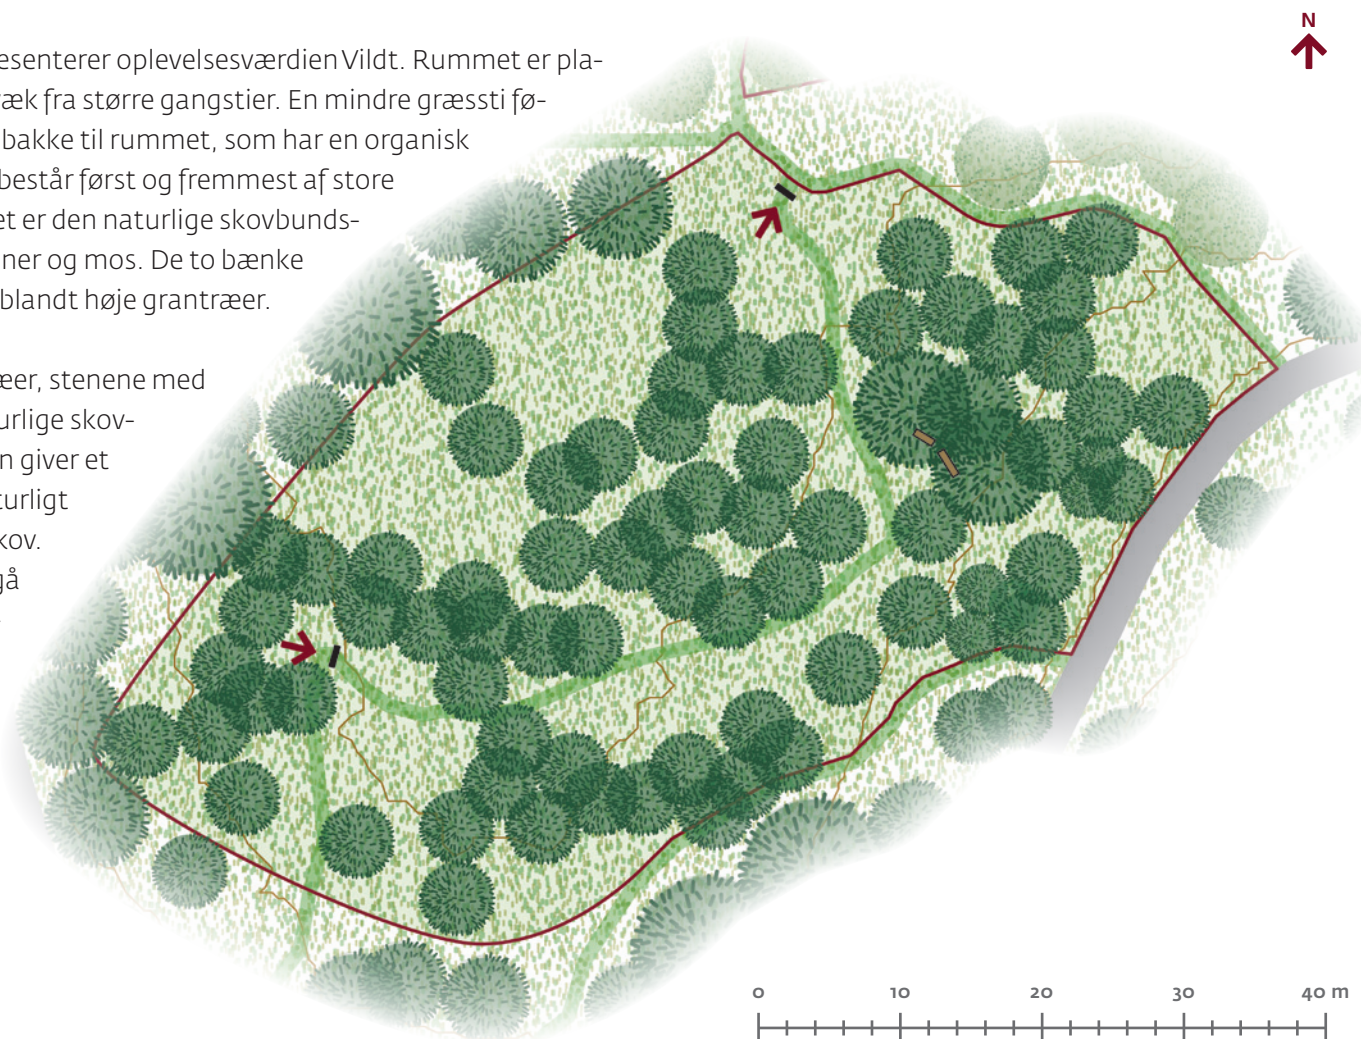 N
esenterer oplevelsesværdien Vildt. Rummet er pla-
æk fra større gangstier. En mindre græssti fø-
bakke til rummet, som har en organisk
består først og fremmest af store
et er den naturlige skovbunds-
ner og mos. De to bænke
blandt høje grantræer.
æer, stenene med
urlige skov-
n giver et
turligt
kov.
gå
0 10 20 30 40 m